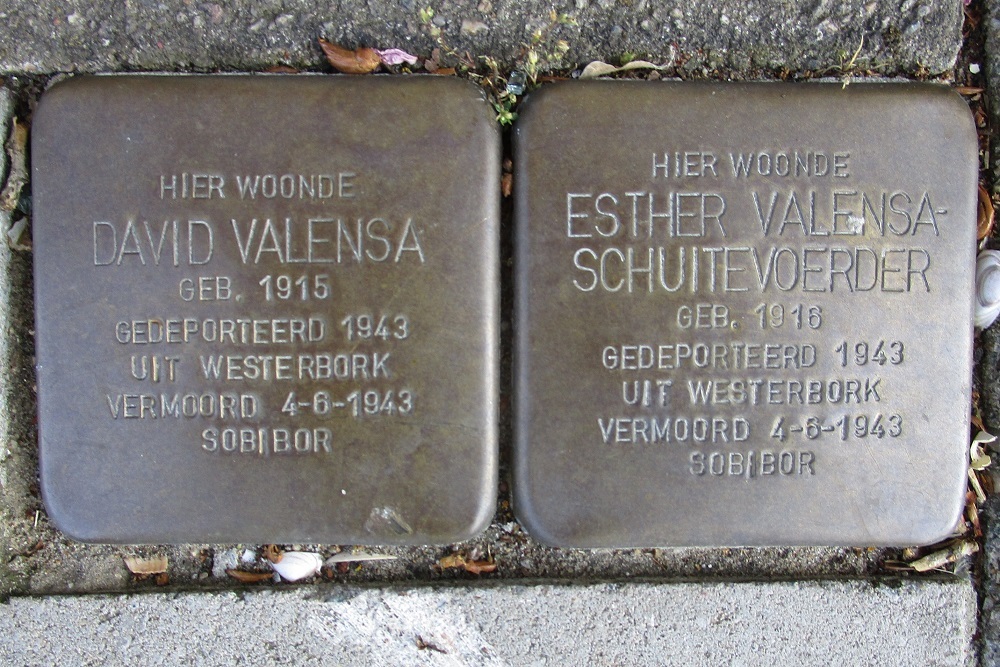 HIER WOONDE
DAVID VALENSA
GEB. 1915
GEDEPORTEERD 1943
UIT WESTERBORK
VERMOORD 4-6-1943
SOBIBOR
HIER WOONDE
ESTHER VALENSA-
SCHUITEVOERDER
GEB. 1916
GEDEPORTEERD 1943
UIT WESTERBORK
VERMOORD 4-6-1943
SOBIBOR